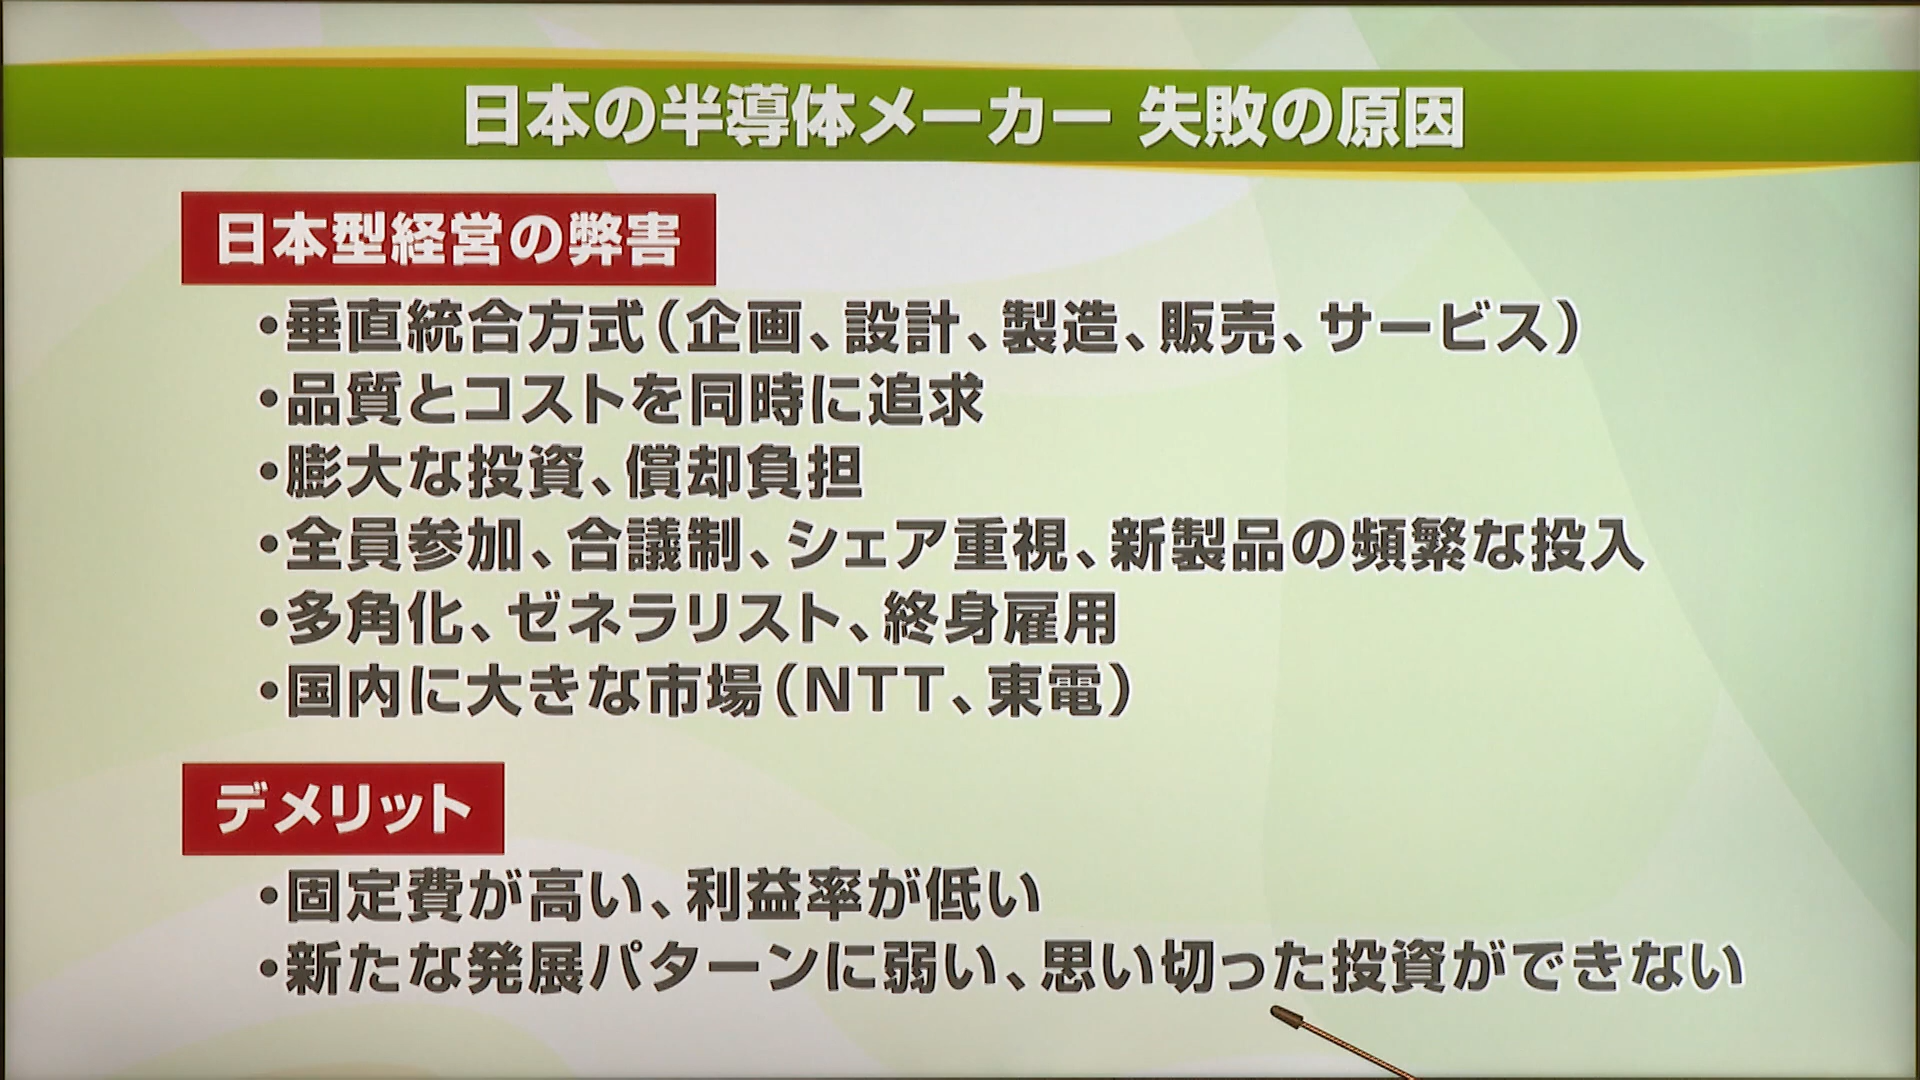 日本の半導体メーカー 失敗の原因
日本型経営の弊害
・垂直統合方式(企画、設計、製造、販売、サービス)
・品質とコストを同時に追求
・膨大な投資、償却負担
・全員参加、合議制、シェア重視、新製品の頻繁な投入
・多角化、ゼネラリスト、終身雇用
・国内に大きな市場(NTT、東電)
デメリット
・固定費が高い、利益率が低い
・新たな発展パターンに弱い、思い切った投資ができない